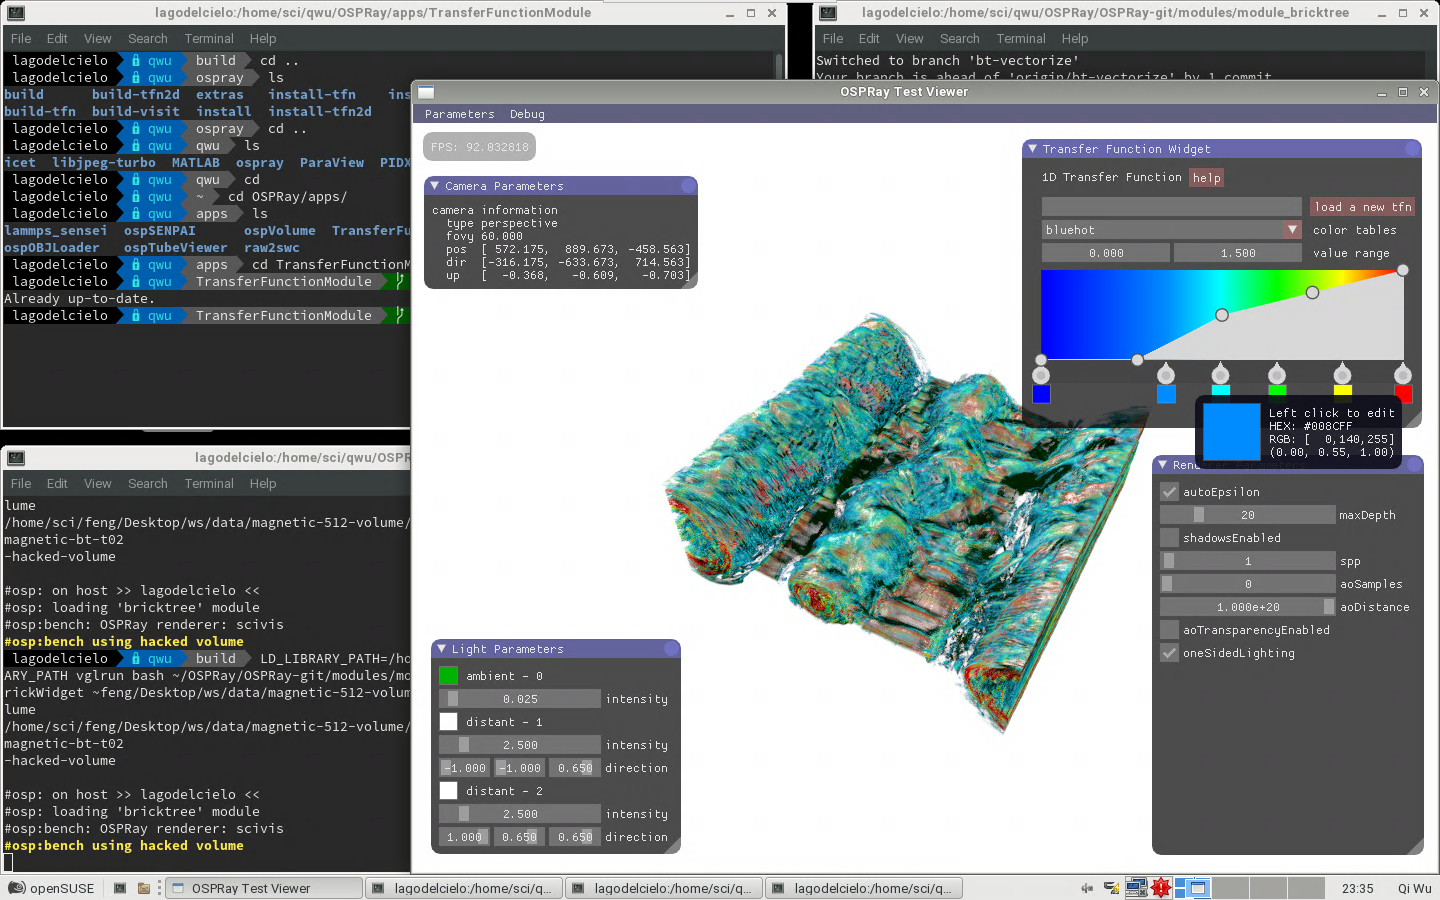 lagodelcielo:/home/sci/qwu/OSPRay/apps/TransferFunctionModule
File Edit View Search Terminal Help
lagodelcielo qwu build cd ..
lagodelcielo qwu ospray ls
build build-tfn2d extras install-tfn ins
build-tfn build-visit install install-tfn2d
lagodelcielo qwu ospray cd ..
lagodelcielo qwu qwu ls
icet libjpeg-turbo MATLAB ospray ParaView PIDX
lagodelcielo qwu qwu cd
lagodelcielo qwu ~ cd OSPRay/apps/
lagodelcielo qwu apps ls
lammps_sensei ospSENPAI ospVolume TransferFu
ospOBJLoader ospTubeViewer raw2swc
lagodelcielo qwu apps cd TransferFunctionM
lagodelcielo qwu TransferFunctionModule
Already up-to-date.
lagodelcielo qwu TransferFunctionModule
lagodelcielo:/home/sci/qwu/OSPRay/OSPRay-git/modules/module_bricktree
File Edit View Search Terminal Help
Switched to branch 'bt-vectorize'
Your branch is ahead of 'origin/bt-vectorize' by 1 commit
lagodelcielo:/home/sci/qwu/OSPR
File Edit View Search Terminal Help
lume
/home/sci/feng/Desktop/ws/data/magnetic-512-volume/
magnetic-bt-t02
-hacked-volume
#osp: on host >> lagodelcielo <<
#osp: loading 'bricktree' module
#osp:bench: OSPRay renderer: scivis
#osp:bench using hacked volume
lagodelcielo qwu build LD_LIBRARY_PATH=/ho
ARY_PATH vglrun bash ~/OSPRay/OSPRay-git/modules/mo
rickWidget ~feng/Desktop/ws/data/magnetic-512-volum
lume
/home/sci/feng/Desktop/ws/data/magnetic-512-volume/
magnetic-bt-t02
-hacked-volume
#osp: on host >> lagodelcielo <<
#osp: loading 'bricktree' module
#osp:bench: OSPRay renderer: scivis
#osp:bench using hacked volume
OSPRay Test Viewer
Parameters Debug
FPS: 92.032818
Camera Parameters
camera information
type perspective
fovy 60.000
pos [ 572.175, 889.673, -458.563]
dir [-316.175, -633.673, 714.563]
up [ -0.368, -0.609, -0.703]
Transfer Function Widget
1D Transfer Function help
load a new tfn
bluehot color tables
0.000 1.500 value range
Left click to edit
HEX: #008CFF
RGB: [ 0,140,255]
(0.00, 0.55, 1.00)
autoEpsilon
20 maxDepth
shadowsEnabled
1 spp
0 aoSamples
1.000e+20 aoDistance
aoTransparencyEnabled
oneSidedLighting
Light Parameters
ambient - 0
0.025 intensity
distant - 1
2.500 intensity
-1.000 -1.000 0.650 direction
distant - 2
2.500 intensity
1.000 0.650 0.650 direction
openSUSE OSPRay Test Viewer lagodelcielo:/home/sci/q... lagodelcielo:/home/sci/q... lagodelcielo:/home/sci/q... 23:35 Qi Wu